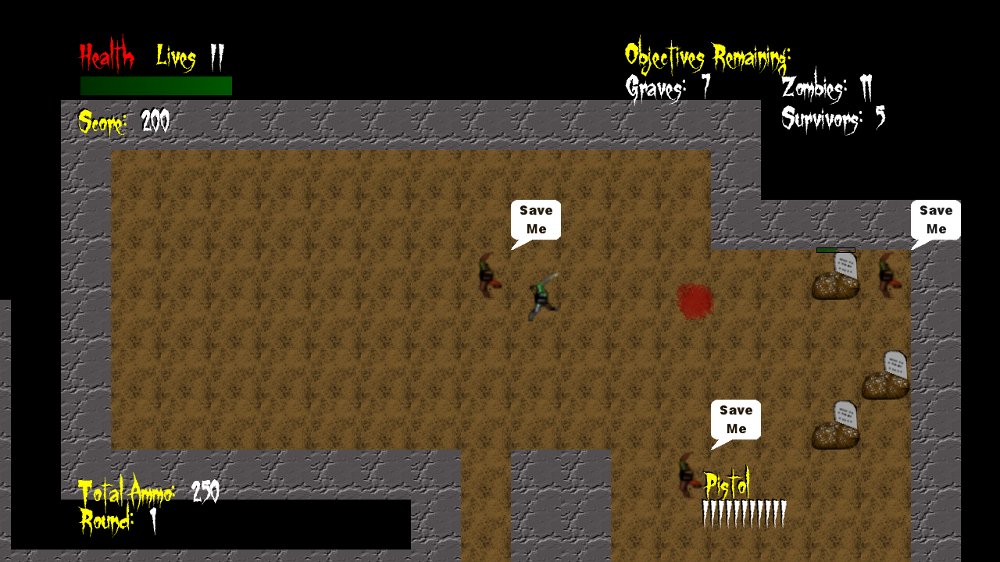 Health Lives 11
Objectives Remaining:
Graves: 7 Zombies: 11
Score: 200
Survivors: 5
Save
Me
Save
Me
Save
Me
Pistol
Total Ammo: 250
Round: 1